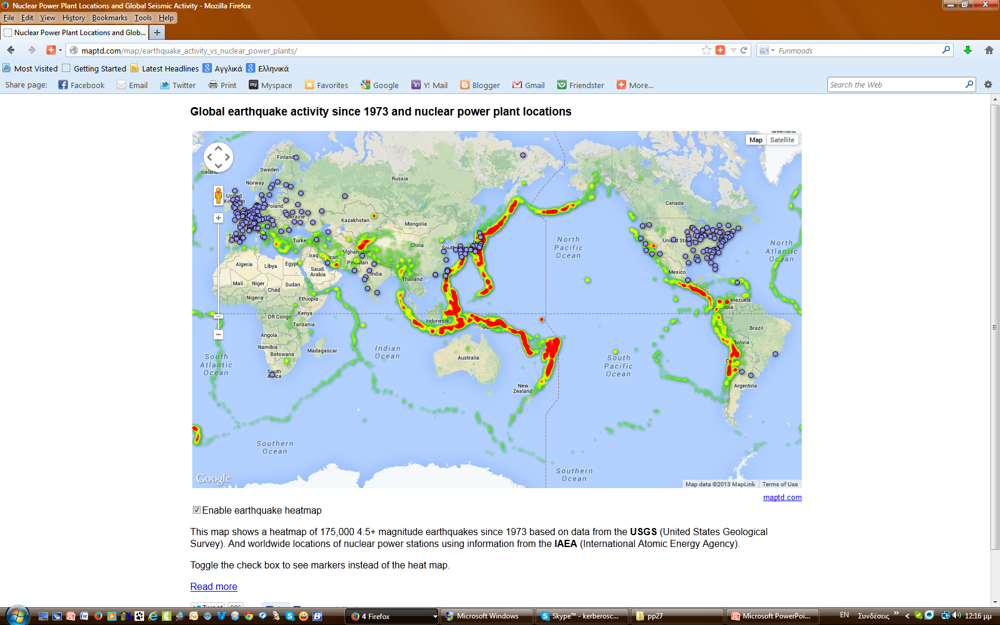 Nuclear Power Plant Locations and Global Seismic Activity - Mozilla Firefox
File Edit View History Bookmarks Tools Help
Nuclear Power Plant Locations and Glob...
maptd.com/map/earthquake_activity_vs_nuclear_power_plants/
Funmoods
Most Visited Getting Started Latest Headlines Αγγλικά Ελληνικά
Share page: Facebook Email Twitter Print Myspace Favorites Google Y! Mail Blogger Gmail Friendster More...
Search the Web
Global earthquake activity since 1973 and nuclear power plant locations
Greenland
Map Satellite
Finland
Sweden
Iceland
Russia
Norway
United
Poland
Canada
Ukraine
Kazakhstan
Mongolia
North
Pacific
Ocean
North
Atlantic
Ocean
United Sta
Turke
China
South
Afghanistan
Iraq
Iran
Algeria
Libya
Egypt
Pakistan
Saudi
Arabia
India
Mexico
Thailand
Mali
Niger
Chad
Sudan
Nigeria
Ethiopia
Venezuela
DR Congo
Kenya
Tanzania
Indonesia
Brazil
Angola
Bolivia
Namibia
Botswana
Madagascar
Indian
Ocean
Australia
South
Atlantic
Ocean
South
Pacific
Ocean
South
Africa
New
Zealand
Argentina
Southern
Ocean
Southern
Ocean
Google
Map data ©2013 MapLink Terms of Use
maptd.com
Enable earthquake heatmap
This map shows a heatmap of 175,000 4.5+ magnitude earthquakes since 1973 based on data from the USGS (United States Geological
Survey). And worldwide locations of nuclear power stations using information from the IAEA (International Atomic Energy Agency).
Toggle the check box to see markers instead of the heat map.
Read more
4 Firefox Microsoft Windows Skype™ - kerberosc... pp27 Microsoft PowerPoi... EN Συνδέσεις 12:16 μμ